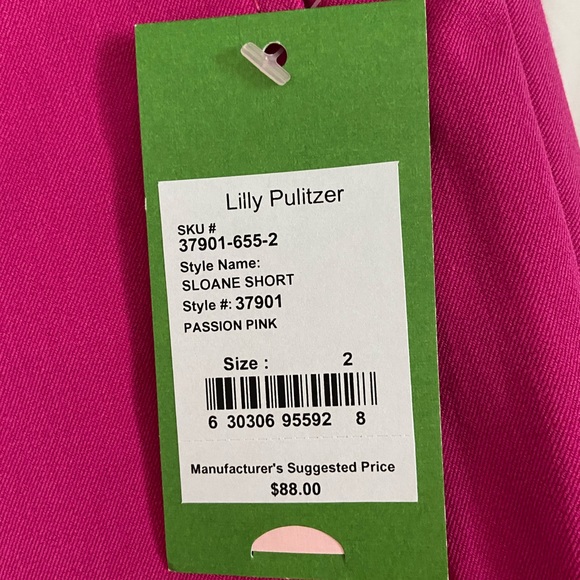 Lilly Pulitzer
SKU #
37901-655-2
Style Name:
SLOANE SHORT
Style #: 37901
PASSION PINK
Size : 2
6 30306 95592 8
Manufacturer's Suggested Price
$88.00